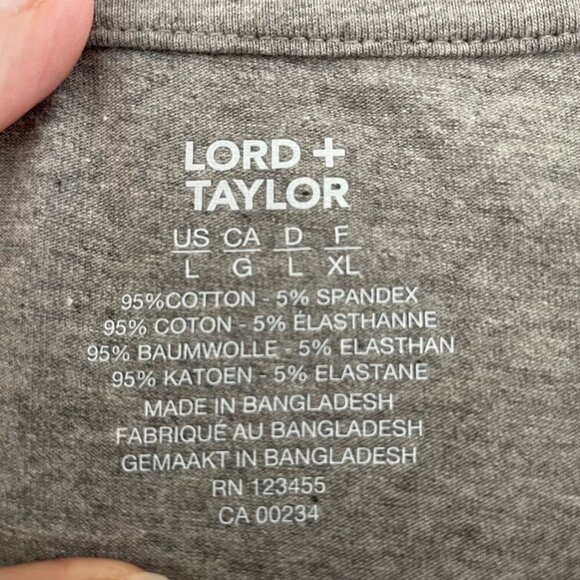 LORD +
TAYLOR
US CA D F
L G L XL
95%COTTON - 5% SPANDEX
95% COTON - 5% ÉLASTHANNE
95% BAUMWOLLE - 5% ELASTHAN
95% KATOEN - 5% ELASTANE
MADE IN BANGLADESH
FABRIQUÉ AU BANGLADESH
GEMAAKT IN BANGLADESH
RN 123455
CA 00234